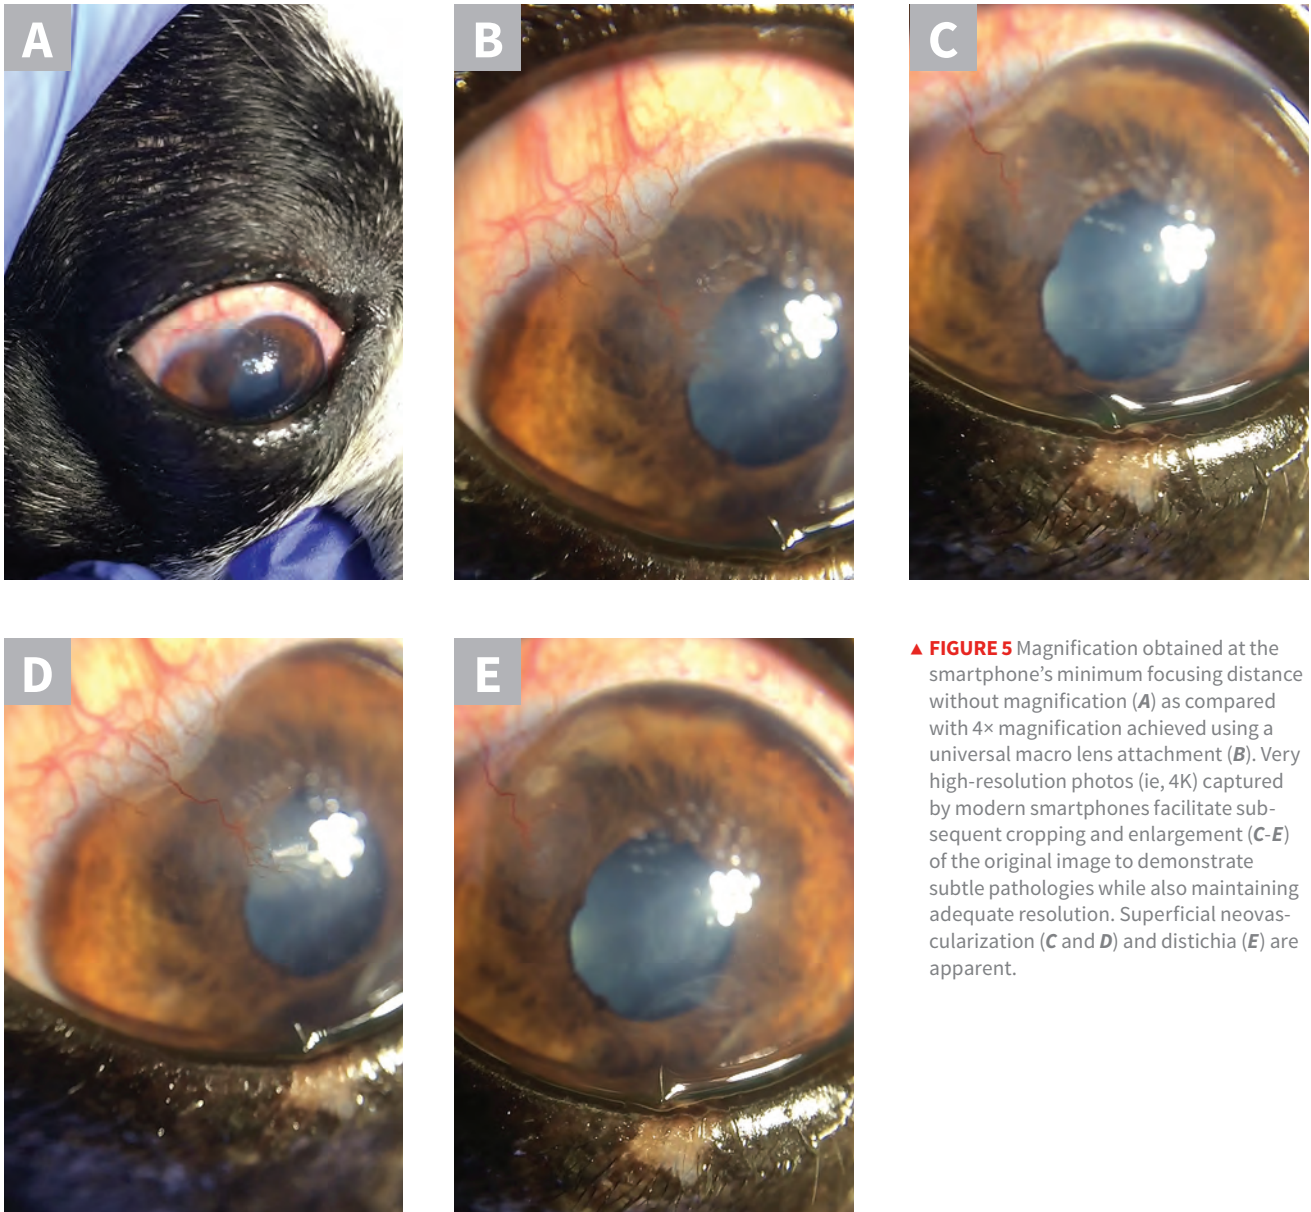 A
B
C
D
E
▲ FIGURE 5 Magnification obtained at the
smartphone’s minimum focusing distance
without magnification (A) as compared
with 4× magnification achieved using a
universal macro lens attachment (B). Very
high-resolution photos (ie, 4K) captured
by modern smartphones facilitate sub-
sequent cropping and enlargement (C-E)
of the original image to demonstrate
subtle pathologies while also maintaining
adequate resolution. Superficial neovas-
cularization (C and D) and distichia (E) are
apparent.